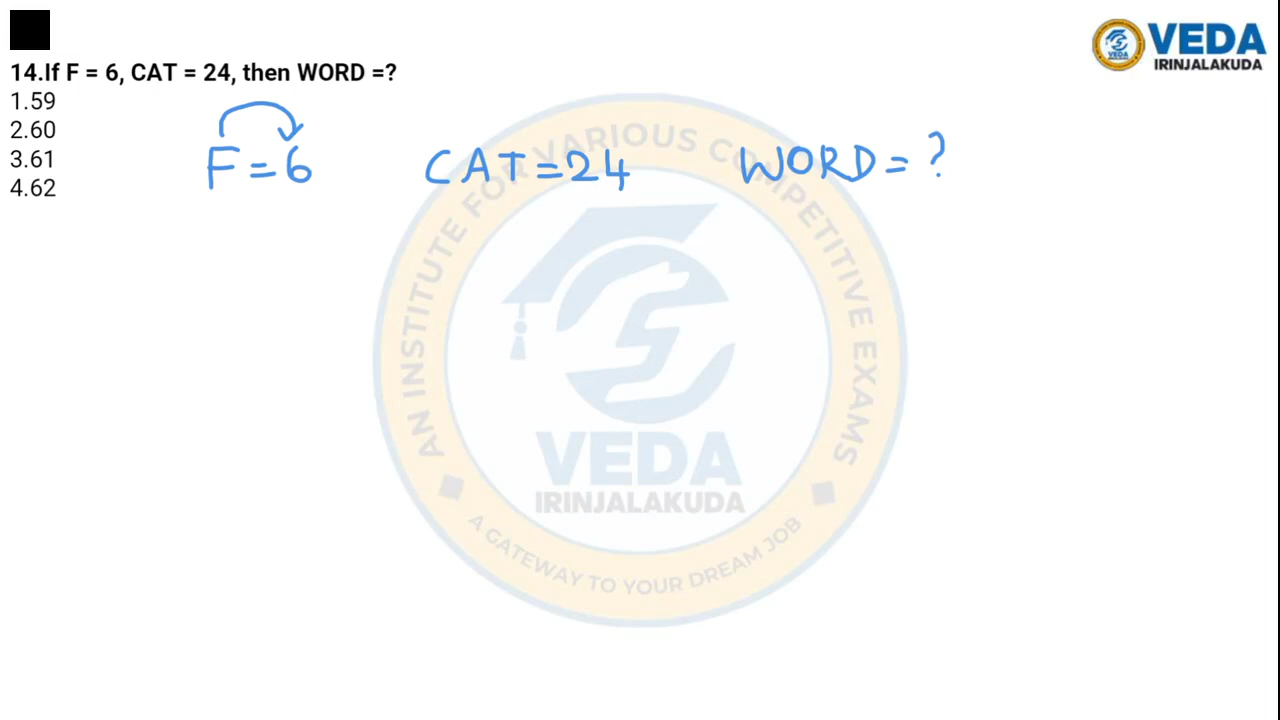 VEDA
IRINJALAKUDA
14.If F = 6, CAT = 24, then WORD =?
1.59
2.60
3.61
4.62
F = 6 CAT = 24 WORD = ?
AN INSTITUTE FOR VARIOUS COMPETITIVE EXAMS
VEDA
IRINJALAKUDA
A GATEWAY TO YOUR DREAM JOB